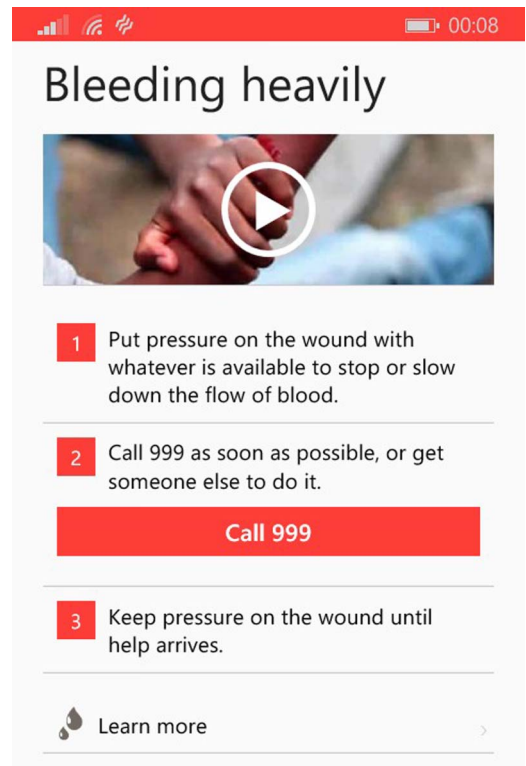 00:08
Bleeding heavily
1 Put pressure on the wound with
whatever is available to stop or slow
down the flow of blood.
2 Call 999 as soon as possible, or get
someone else to do it.
Call 999
3 Keep pressure on the wound until
help arrives.
Learn more